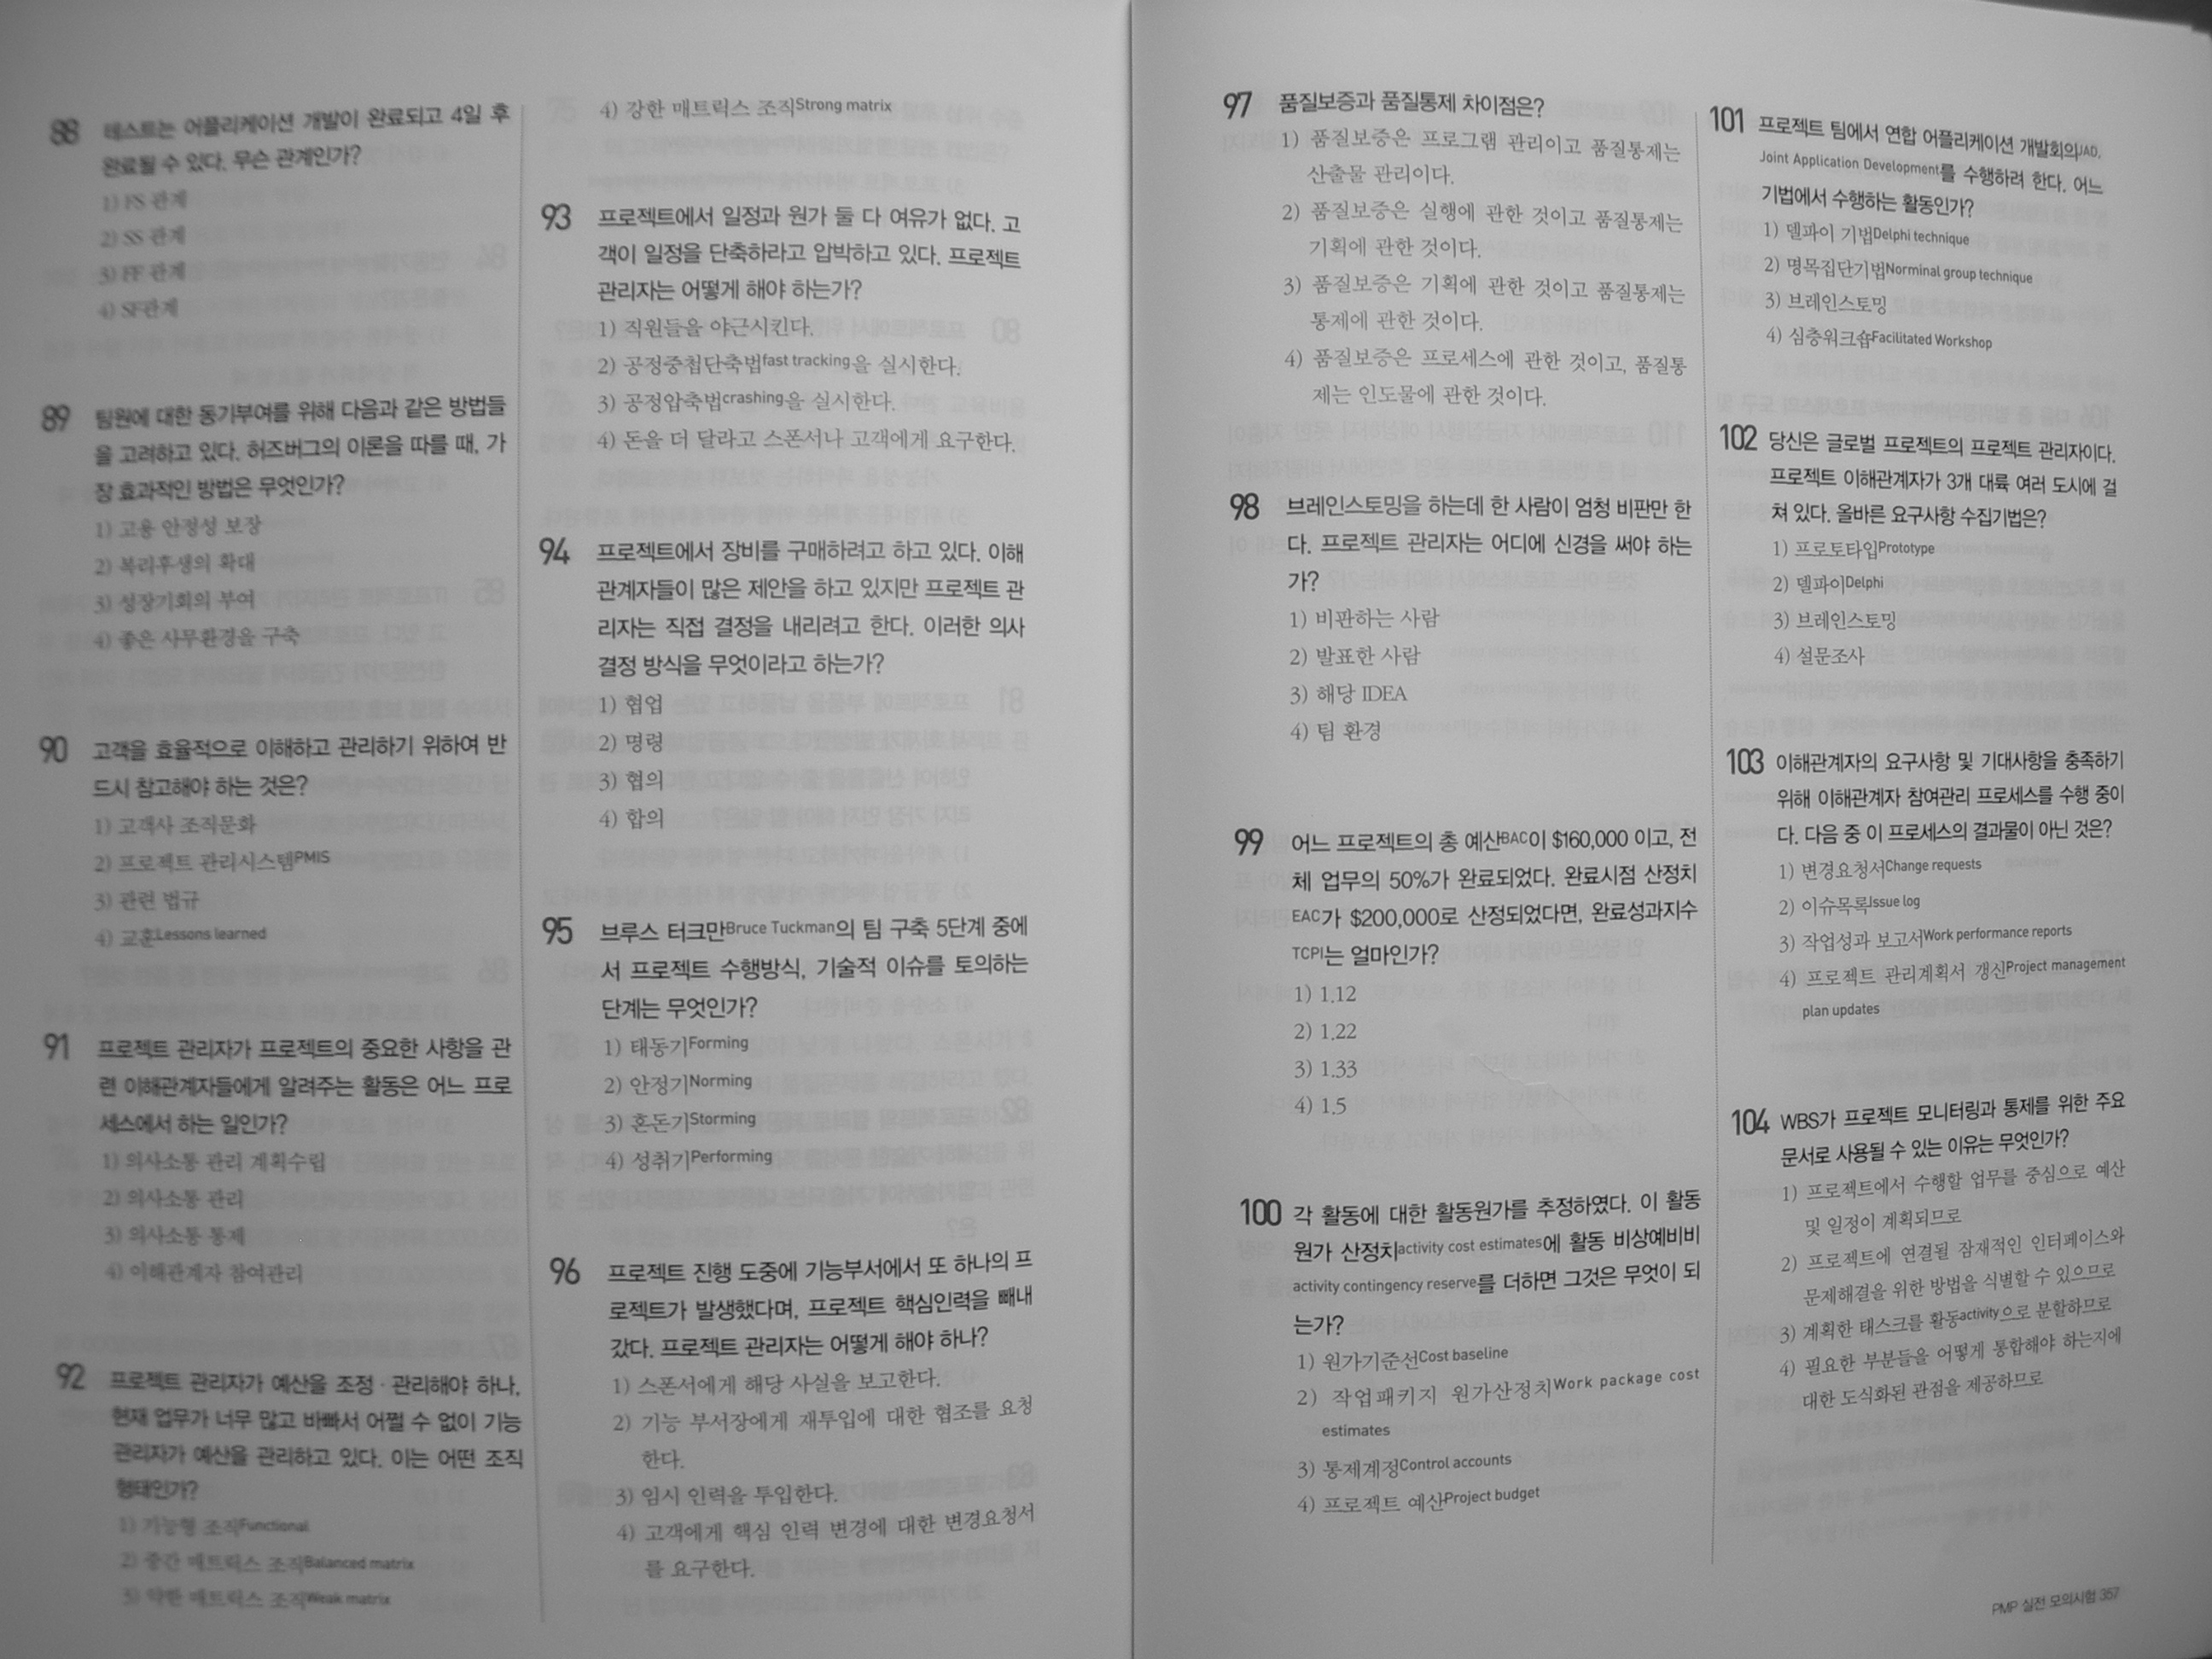 88 테스트는 어플리케이션 개발이 완료되고 4일 후
완료될 수 있다. 무슨 관계인가?
1) FS 관계
2) SS 관계
3) FF 관계
4) SF관계
89 팀원에 대한 동기부여를 위해 다음과 같은 방법들
을 고려하고 있다. 허즈버그의 이론을 따를 때, 가
장 효과적인 방법은 무엇인가?
1) 고용 안정성 보장
2) 복리후생의 확대
3) 성장기회의 부여
4) 좋은 사무환경을 구축
90 고객을 효율적으로 이해하고 관리하기 위하여 반
드시 참고해야 하는 것은?
1) 고객사 조직문화
2) 프로젝트 관리시스템PMIS
3) 관련 법규
4) 교훈Lessons learned
91 프로젝트 관리자가 프로젝트의 중요한 사항을 관
련 이해관계자들에게 알려주는 활동은 어느 프로
세스에서 하는 일인가?
1) 의사소통 관리 계획수립
2) 의사소통 관리
3) 의사소통 통제
4) 이해관계자 참여관리
92 프로젝트 관리자가 예산을 조정 · 관리해야 하나,
현재 업무가 너무 많고 바빠서 어쩔 수 없이 기능
관리자가 예산을 관리하고 있다. 이는 어떤 조직
형태인가?
1) 기능형 조직Functional
2) 중간 매트릭스 조직Balanced matrix
3) 약한 매트릭스 조직Weak matrix
4) 강한 매트릭스 조직Strong matrix
93 프로젝트에서 일정과 원가 둘 다 여유가 없다. 고
객이 일정을 단축하라고 압박하고 있다. 프로젝트
관리자는 어떻게 해야 하는가?
1) 직원들을 야근시킨다.
2) 공정중첩단축법fast tracking을 실시한다.
3) 공정압축법crashing을 실시한다.
4) 돈을 더 달라고 스폰서나 고객에게 요구한다.
94 프로젝트에서 장비를 구매하려고 하고 있다. 이해
관계자들이 많은 제안을 하고 있지만 프로젝트 관
리자는 직접 결정을 내리려고 한다. 이러한 의사
결정 방식을 무엇이라고 하는가?
1) 협업
2) 명령
3) 협의
4) 합의
95 브루스 터크만Bruce Tuckman의 팀 구축 5단계 중에
서 프로젝트 수행방식, 기술적 이슈를 토의하는
단계는 무엇인가?
1) 태동기Forming
2) 안정기Norming
3) 혼돈기Storming
4) 성취기Performing
96 프로젝트 진행 도중에 기능부서에서 또 하나의 프
로젝트가 발생했다며, 프로젝트 핵심인력을 빼내
갔다. 프로젝트 관리자는 어떻게 해야 하나?
1) 스폰서에게 해당 사실을 보고한다.
2) 기능 부서장에게 재투입에 대한 협조를 요청
한다.
3) 임시 인력을 투입한다.
4) 고객에게 핵심 인력 변경에 대한 변경요청서
를 요구한다.
97 품질보증과 품질통제 차이점은?
1) 품질보증은 프로그램 관리이고 품질통제는
산출물 관리이다.
2) 품질보증은 실행에 관한 것이고 품질통제는
기획에 관한 것이다.
3) 품질보증은 기획에 관한 것이고 품질통제는
통제에 관한 것이다.
4) 품질보증은 프로세스에 관한 것이고, 품질통
제는 인도물에 관한 것이다.
98 브레인스토밍을 하는데 한 사람이 엄청 비판만 한
다. 프로젝트 관리자는 어디에 신경을 써야 하는
가?
1) 비판하는 사람
2) 발표한 사람
3) 해당 IDEA
4) 팀 환경
99 어느 프로젝트의 총 예산BAC이 $160,000 이고, 전
체 업무의 50%가 완료되었다. 완료시점 산정치
EAC가 $200,000로 산정되었다면, 완료성과지수
TCPI는 얼마인가?
1) 1.12
2) 1.22
3) 1.33
4) 1.5
100 각 활동에 대한 활동원가를 추정하였다. 이 활동
원가 산정치activity cost estimates에 활동 비상예비비
activity contingency reserve를 더하면 그것은 무엇이 되
는가?
1) 원가기준선Cost baseline
2) 작업패키지 원가산정치Work package cost
estimates
3) 통제계정Control accounts
4) 프로젝트 예산Project budget
101 프로젝트 팀에서 연합 어플리케이션 개발회의JAD,
Joint Application Development를 수행하려 한다. 어느
기법에서 수행하는 활동인가?
1) 델파이 기법Delphi technique
2) 명목집단기법Norminal group technique
3) 브레인스토밍
4) 심층워크숍Facilitated Workshop
102 당신은 글로벌 프로젝트의 프로젝트 관리자이다.
프로젝트 이해관계자가 3개 대륙 여러 도시에 걸
쳐 있다. 올바른 요구사항 수집기법은?
1) 프로토타입Prototype
2) 델파이Delphi
3) 브레인스토밍
4) 설문조사
103 이해관계자의 요구사항 및 기대사항을 충족하기
위해 이해관계자 참여관리 프로세스를 수행 중이
다. 다음 중 이 프로세스의 결과물이 아닌 것은?
1) 변경요청서Change requests
2) 이슈목록Issue log
3) 작업성과 보고서Work performance reports
4) 프로젝트 관리계획서 갱신Project management
plan updates
104 WBS가 프로젝트 모니터링과 통제를 위한 주요
문서로 사용될 수 있는 이유는 무엇인가?
1) 프로젝트에서 수행할 업무를 중심으로 예산
및 일정이 계획되므로
2) 프로젝트에 연결될 잠재적인 인터페이스와
문제해결을 위한 방법을 식별할 수 있으므로
3) 계획한 태스크를 활동activity으로 분할하므로
4) 필요한 부분들을 어떻게 통합해야 하는지에
대한 도식화된 관점을 제공하므로
PMP 실전 모의시험 357